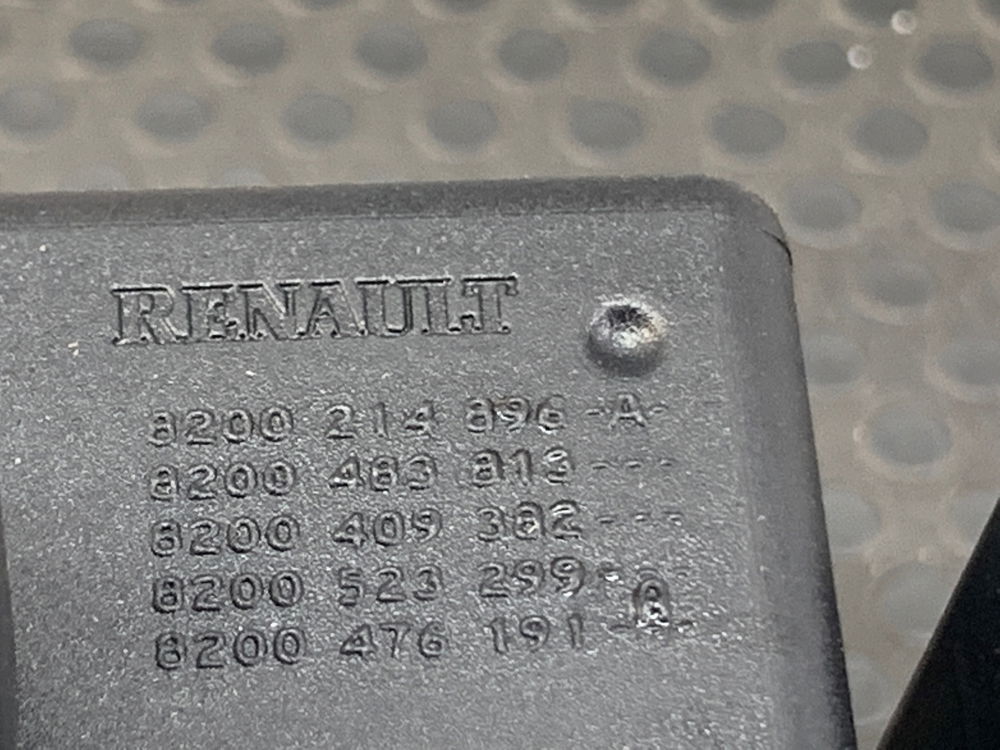 RENAULT
8200 214 896 -A-
8200 483 813 ---
8200 409 382 ---
8200 523 299 -
8200 476 191 -A-